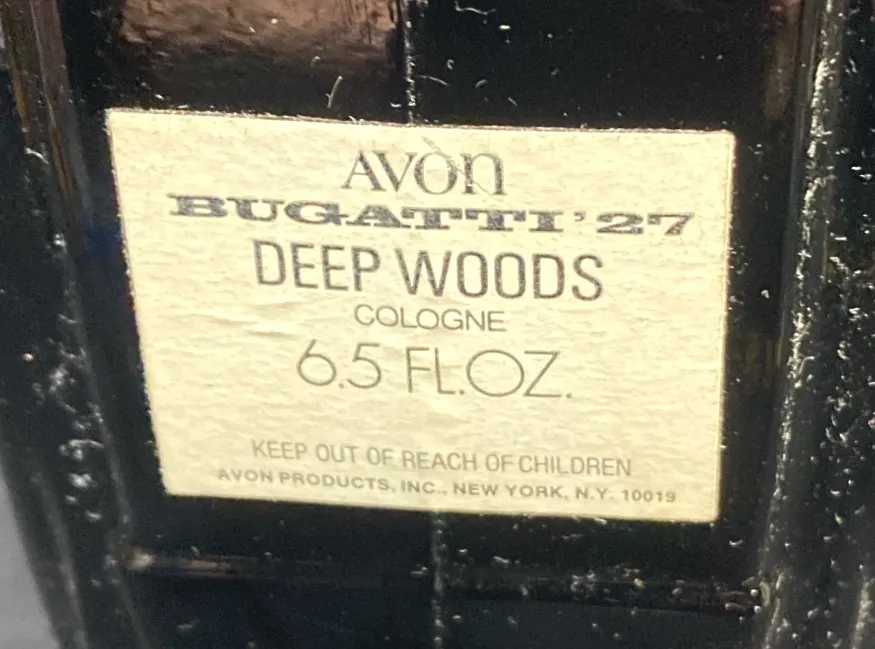 AVON
BUGATTI '27
DEEP WOODS
COLOGNE
6.5 FL.OZ.
KEEP OUT OF REACH OF CHILDREN
AVON PRODUCTS, INC., NEW YORK, N.Y. 10019